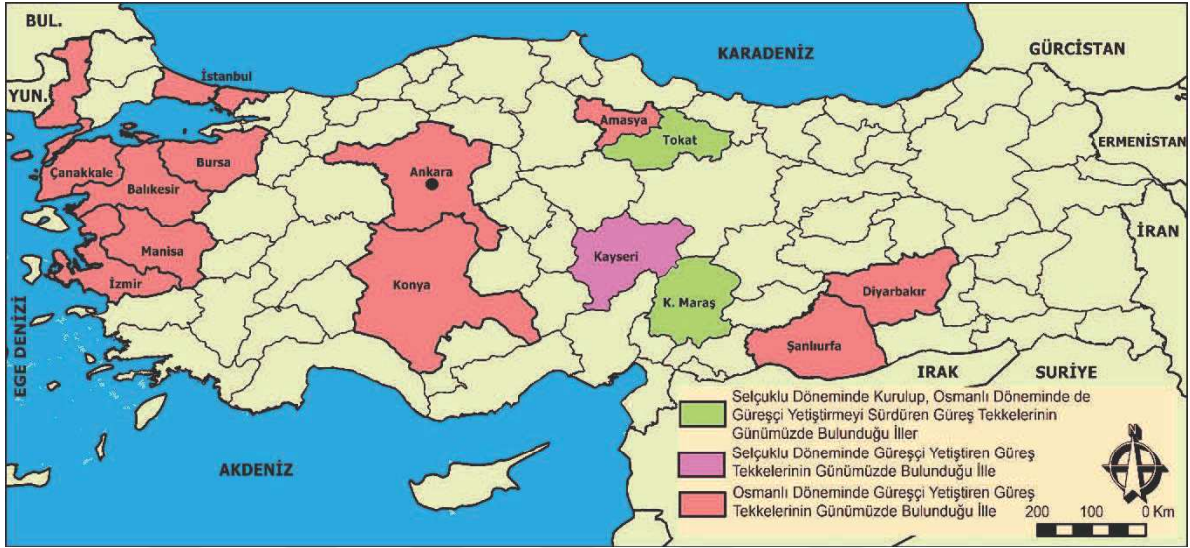 BUL.
KARADENİZ
GÜRCİSTAN
İstanbul
YUN.
Amasya
Tokat
ERMENİSTAN
Bursa
Çanakkale
Ankara
Balıkesir
İRAN
Manisa
Kayseri
İzmir
Konya
Diyarbakır
K. Maraş
EGE DENİZİ
Şanlıurfa
IRAK
SURİYE
AKDENİZ
Selçuklu Döneminde Kurulup, Osmanlı Döneminde de
Güreşçi Yetiştirmeyi Sürdüren Güreş Tekkelerinin
Günümüzde Bulunduğu İller
Selçuklu Döneminde Güreşçi Yetiştiren Güreş
Tekkelerinin Günümüzde Bulunduğu İlle
Osmanlı Döneminde Güreşçi Yetiştiren Güreş
Tekkelerinin Günümüzde Bulunduğu İlle
N
200 100 0 Km